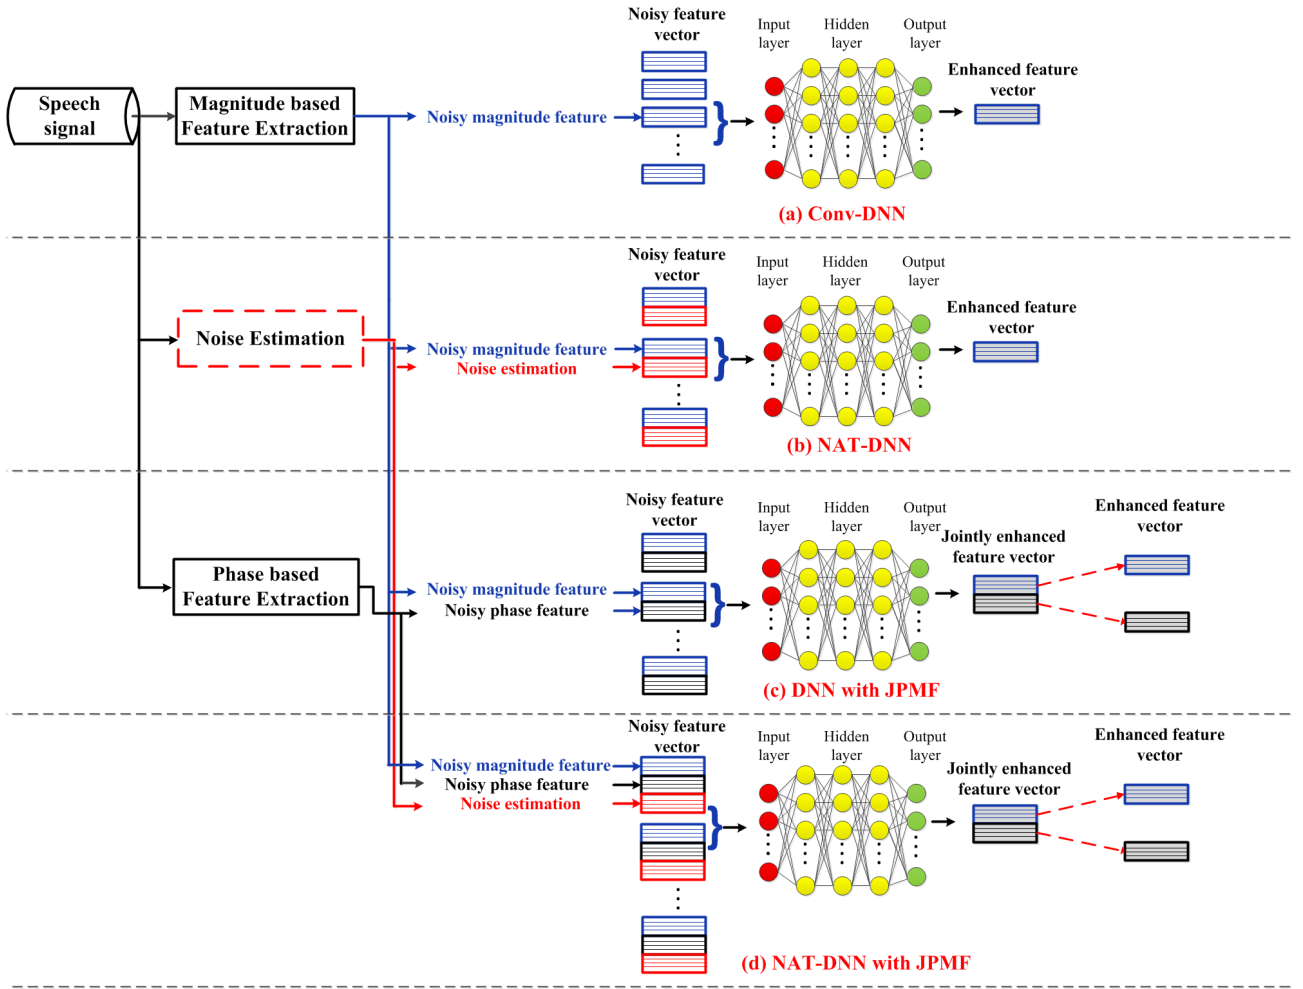 Speech
signal
Magnitude based
Feature Extraction
Noisy magnitude feature
Noisy feature
vector
Input
layer
Hidden
layer
Output
layer
Enhanced feature
vector
(a) Conv-DNN
Noise Estimation
Noisy magnitude feature
Noise estimation
Noisy feature
vector
Input
layer
Hidden
layer
Output
layer
Enhanced feature
vector
(b) NAT-DNN
Phase based
Feature Extraction
Noisy magnitude feature
Noisy phase feature
Noisy feature
vector
Input
layer
Hidden
layer
Output
layer
Jointly enhanced
feature vector
Enhanced feature
vector
(c) DNN with JPMF
Noisy magnitude feature
Noisy phase feature
Noise estimation
Noisy feature
vector
Input
layer
Hidden
layer
Output
layer
Jointly enhanced
feature vector
Enhanced feature
vector
(d) NAT-DNN with JPMF